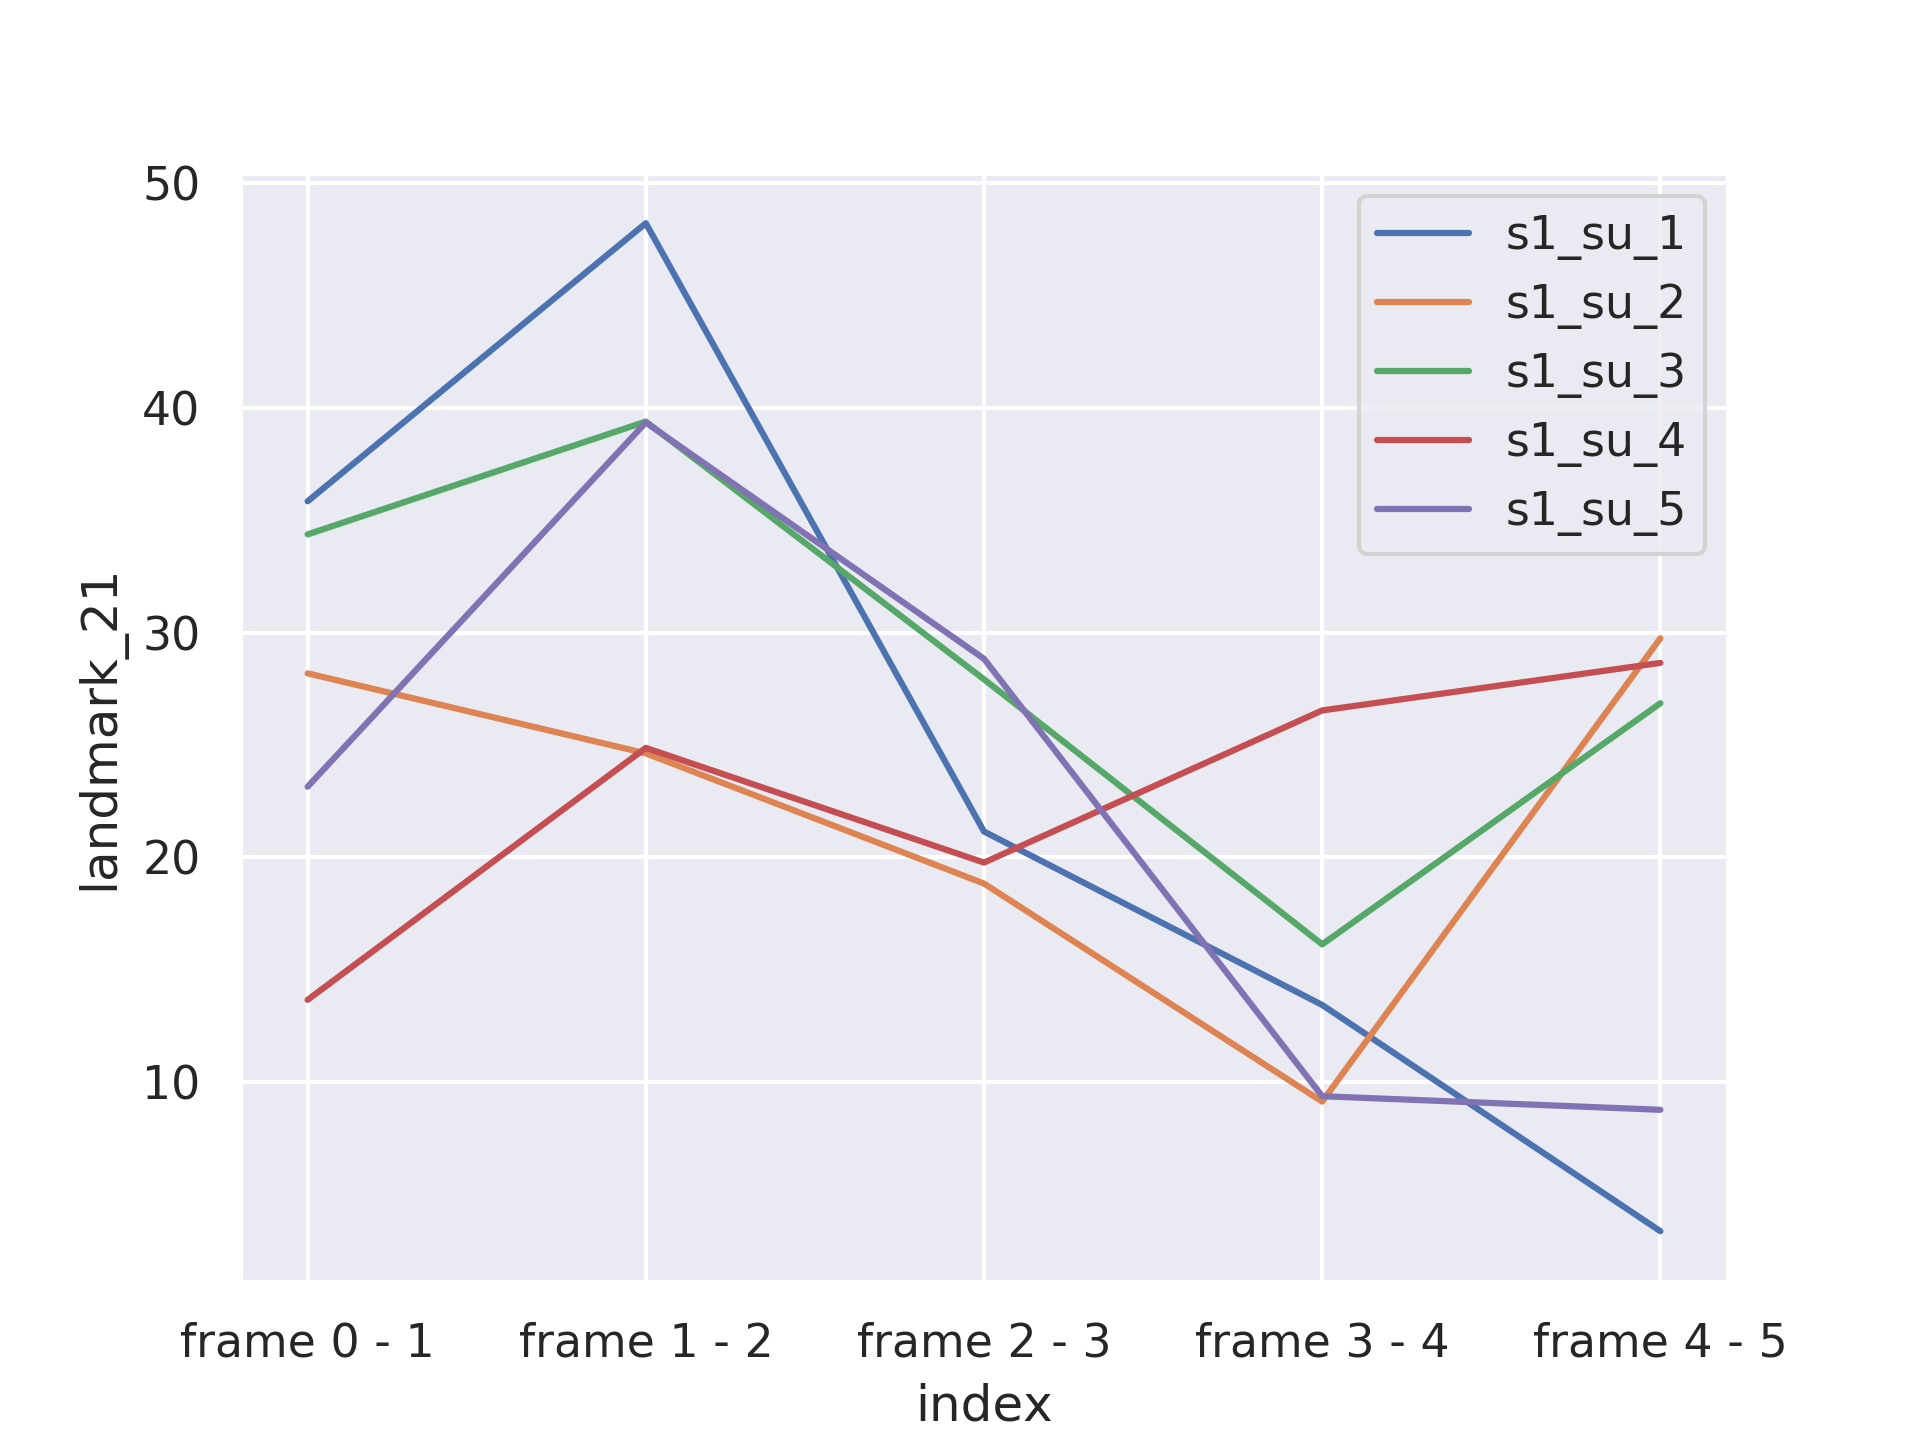 50
40
30
20
10
landmark_21
s1_su_1
s1_su_2
s1_su_3
s1_su_4
s1_su_5
frame 0 - 1
frame 1 - 2
frame 2 - 3
frame 3 - 4
frame 4 - 5
index